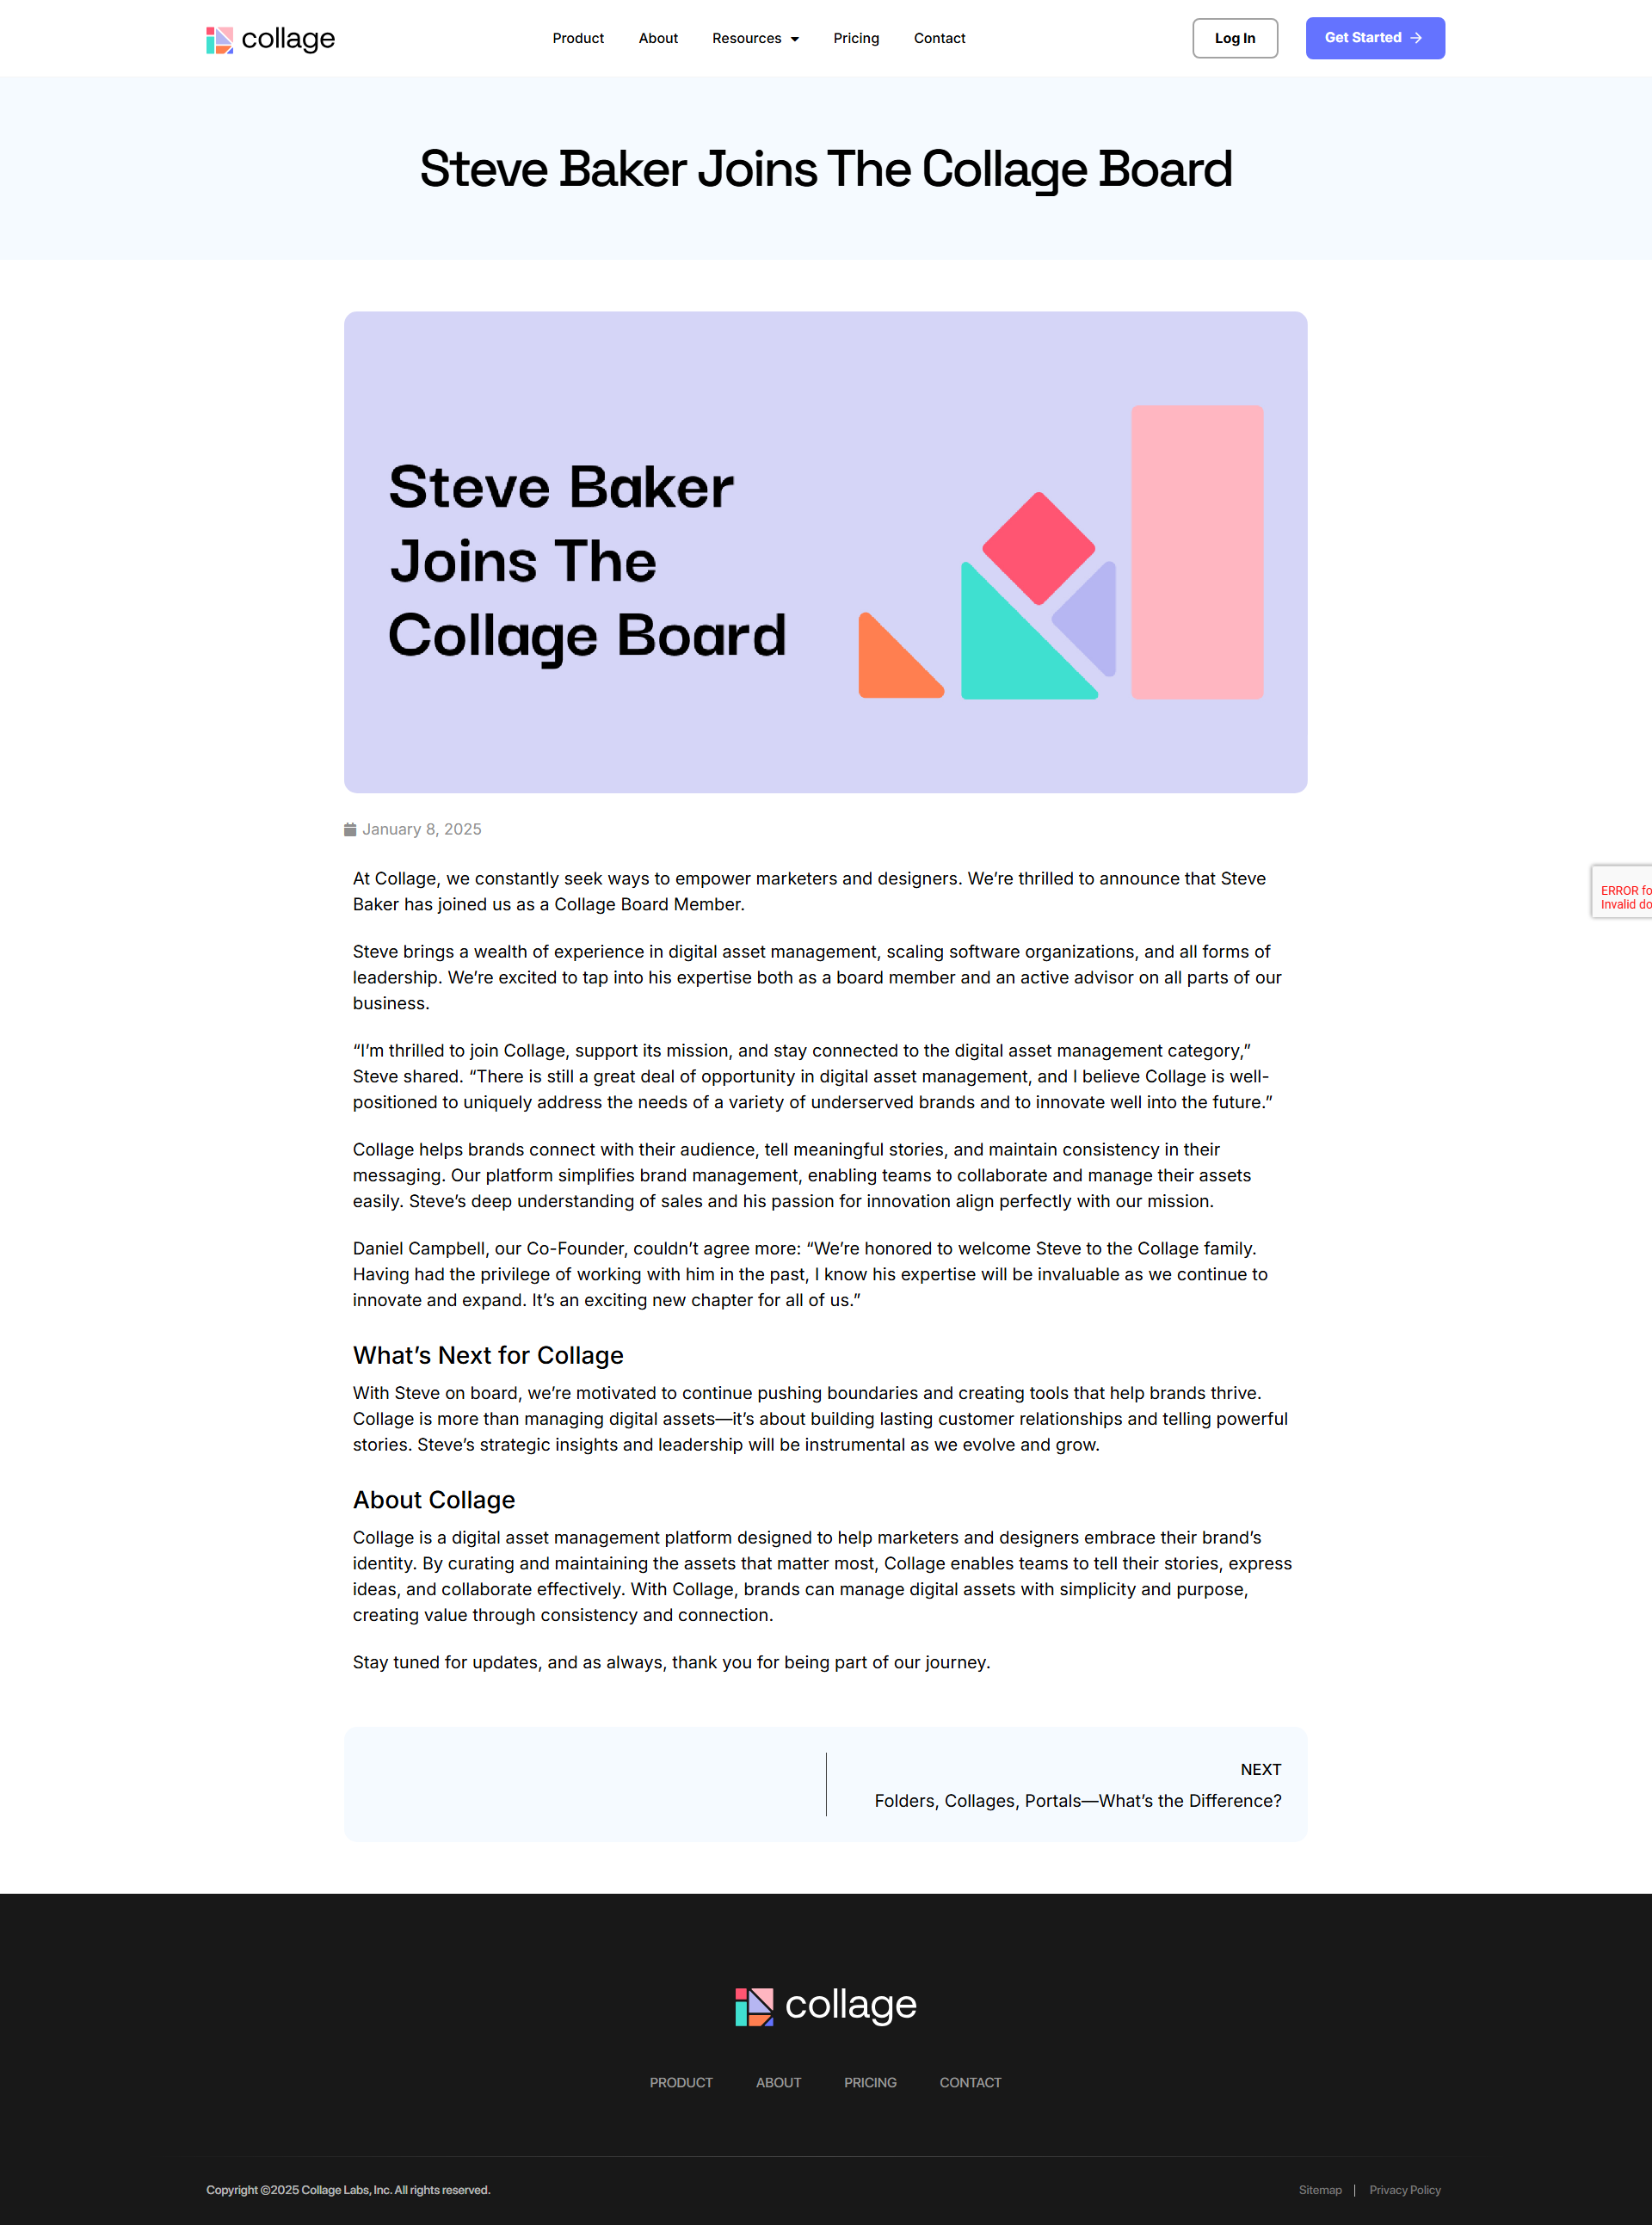 collage
Product
About
Resources
Pricing
Contact
Log In
Get Started
Steve Baker Joins The Collage Board
Steve Baker
Joins The
Collage Board
January 8, 2025
At Collage, we constantly seek ways to empower marketers and designers. We’re thrilled to announce that Steve
Baker has joined us as a Collage Board Member.
Steve brings a wealth of experience in digital asset management, scaling software organizations, and all forms of
leadership. We’re excited to tap into his expertise both as a board member and an active advisor on all parts of our
business.
“I’m thrilled to join Collage, support its mission, and stay connected to the digital asset management category,”
Steve shared. “There is still a great deal of opportunity in digital asset management, and I believe Collage is well-
positioned to uniquely address the needs of a variety of underserved brands and to innovate well into the future.”
Collage helps brands connect with their audience, tell meaningful stories, and maintain consistency in their
messaging. Our platform simplifies brand management, enabling teams to collaborate and manage their assets
easily. Steve’s deep understanding of sales and his passion for innovation align perfectly with our mission.
Daniel Campbell, our Co-Founder, couldn’t agree more: “We’re honored to welcome Steve to the Collage family.
Having had the privilege of working with him in the past, I know his expertise will be invaluable as we continue to
innovate and expand. It’s an exciting new chapter for all of us.”
What’s Next for Collage
With Steve on board, we’re motivated to continue pushing boundaries and creating tools that help brands thrive.
Collage is more than managing digital assets—it’s about building lasting customer relationships and telling powerful
stories. Steve’s strategic insights and leadership will be instrumental as we evolve and grow.
About Collage
Collage is a digital asset management platform designed to help marketers and designers embrace their brand’s
identity. By curating and maintaining the assets that matter most, Collage enables teams to tell their stories, express
ideas, and collaborate effectively. With Collage, brands can manage digital assets with simplicity and purpose,
creating value through consistency and connection.
Stay tuned for updates, and as always, thank you for being part of our journey.
ERROR
Invalid
NEXT
Folders, Collages, Portals—What’s the Difference?
collage
PRODUCT
ABOUT
PRICING
CONTACT
Copyright ©2025 Collage Labs, Inc. All rights reserved.
Sitemap
Privacy Policy